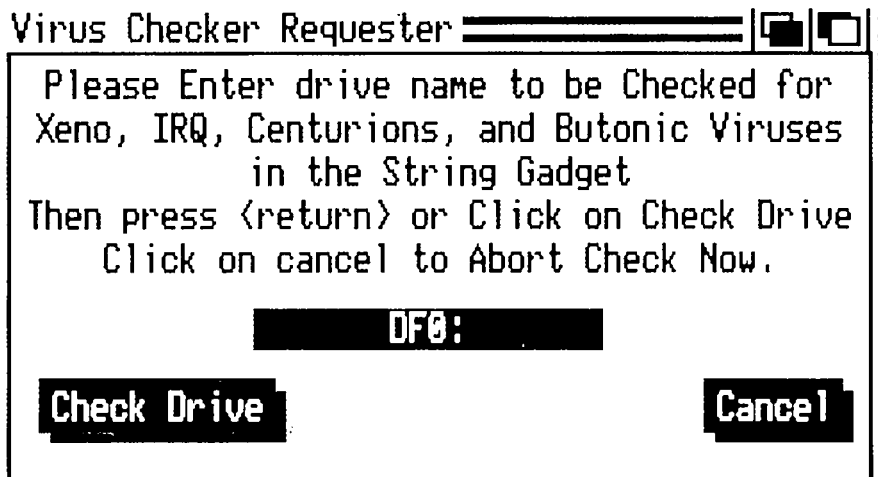 Virus Checker Requester
Please Enter drive name to be Checked for
Xeno, IRQ, Centurions, and Butonic Viruses
in the String Gadget
Then press <return> or Click on Check Drive
Click on cancel to Abort Check Now.
DF0:
Check Drive
Cancel